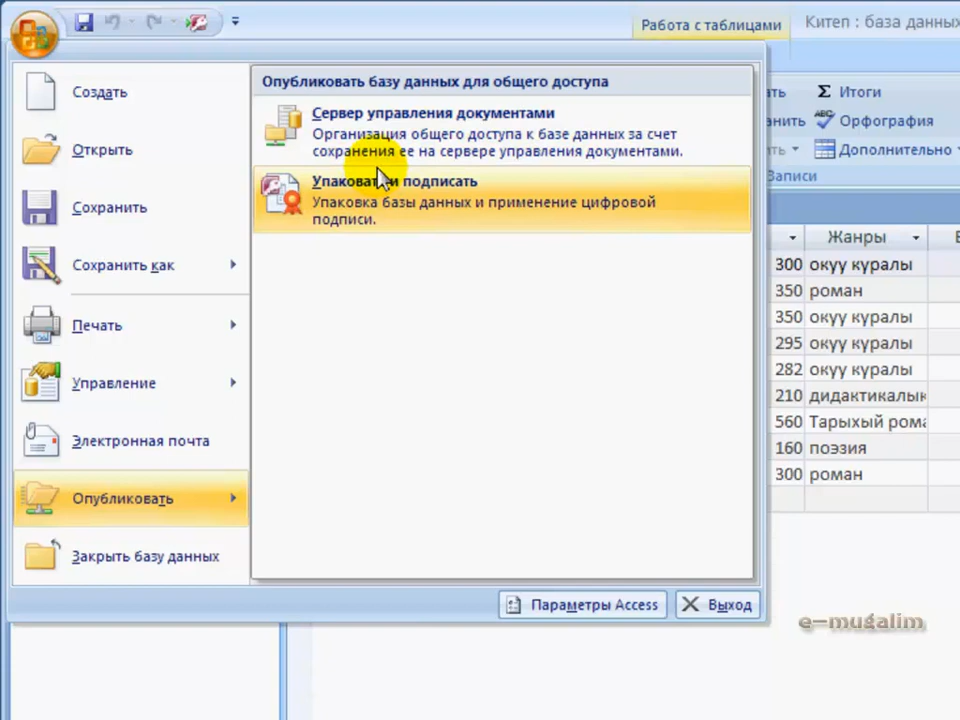 Работа с таблицами
Китеп : база данных
Создать
Открыть
Сохранить
Сохранить как
Печать
Управление
Электронная почта
Опубликовать
Закрыть базу данных
Опубликовать базу данных для общего доступа
Сервер управления документами
Организация общего доступа к базе данных за счет
сохранения ее на сервере управления документами.
Упаковать и подписать
Упаковка базы данных и применение цифровой
подписи.
Параметры Access
Выход
Σ Итоги
Орфография
Дополнительно
Записи
Жанры
300 окуу куралы
350 роман
350 окуу куралы
295 окуу куралы
282 окуу куралы
210 дидактикалык
560 Тарыхый рома
160 поэзия
300 роман
e-mugalim